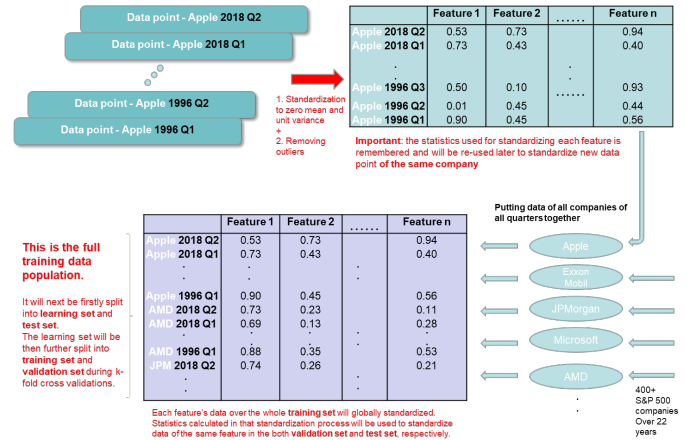 Data point - Apple 2018 Q2
Data point - Apple 2018 Q1
Data point - Apple 1996 Q2
Data point - Apple 1996 Q1
1. Standardization
to zero mean and
unit variance
+
2. Removing
outliers
Feature 1 Feature 2 ...... Feature n
Apple 2018 Q2 0.53 0.73 0.94
Apple 2018 Q1 0.73 0.43 0.40
. .
. .
Apple 1996 Q3 0.50 0.10 ...... 0.93
Apple 1996 Q2 0.01 0.45 0.44
Apple 1996 Q1 0.90 0.45 0.56
Important: the statistics used for standardizing each feature is
remembered and will be re-used later to standardize new data
point of the same company
Putting data of all companies of
all quarters together
Apple
Exxon
Mobil
JPMorgan
Microsoft
AMD
. .
. .
400+
S&P 500
companies
Over 22
years
This is the full
training data
population.
It will next be firstly split
into learning set and
test set.
The learning set will be
then further split into
training set and
validation set during k-
fold cross validations.
Feature 1 Feature 2 ...... Feature n
Apple 2018 Q2 0.53 0.73 0.94
Apple 2018 Q1 0.73 0.43 0.40
. . . . .
. . . . .
Apple 1996 Q1 0.90 0.45 0.56
AMD 2018 Q2 0.73 0.23 0.11
AMD 2018 Q1 0.69 0.13 0.28
. . . . .
AMD 1996 Q1 0.88 0.35 0.53
JPM 2018 Q2 0.74 0.26 0.21
. .
. .
Each feature's data over the whole training set will globally standardized.
Statistics calculated in that standardization process will be used to standardize
data of the same feature in the both validation set and test set, respectively.